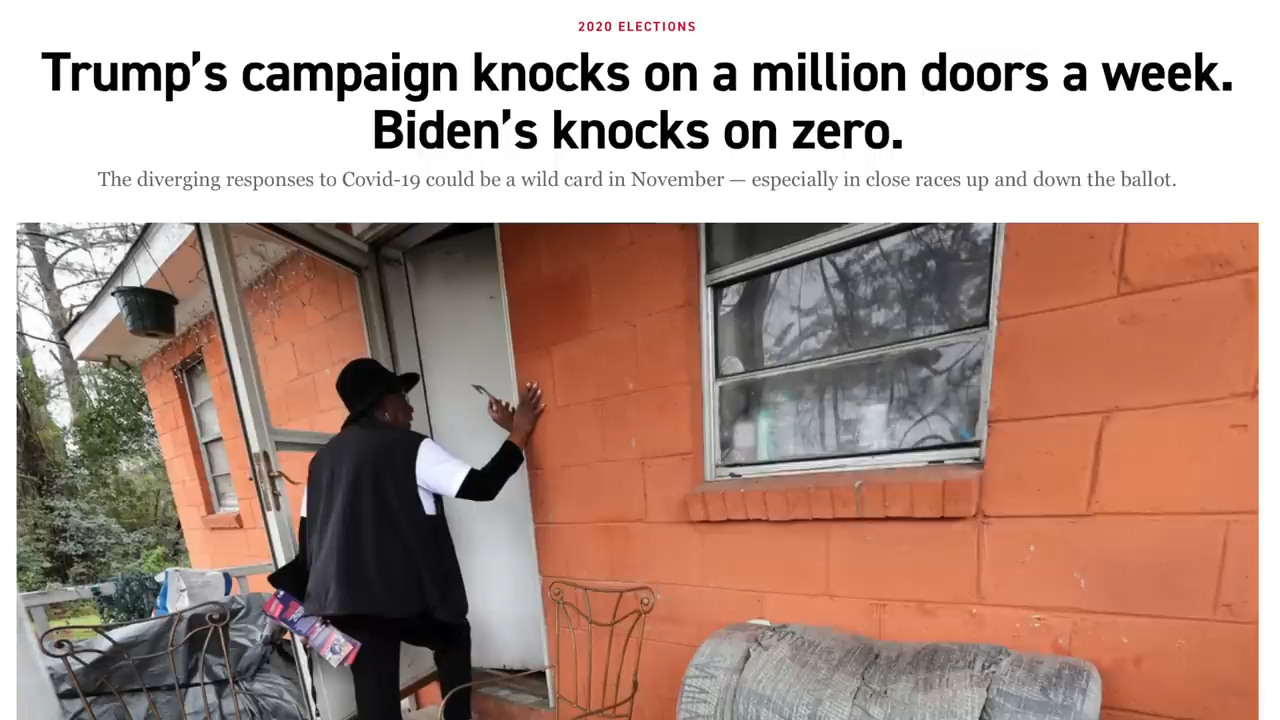 2020 ELECTIONS
Trump’s campaign knocks on a million doors a week.
Biden’s knocks on zero.
The diverging responses to Covid-19 could be a wild card in November — especially in close races up and down the ballot.